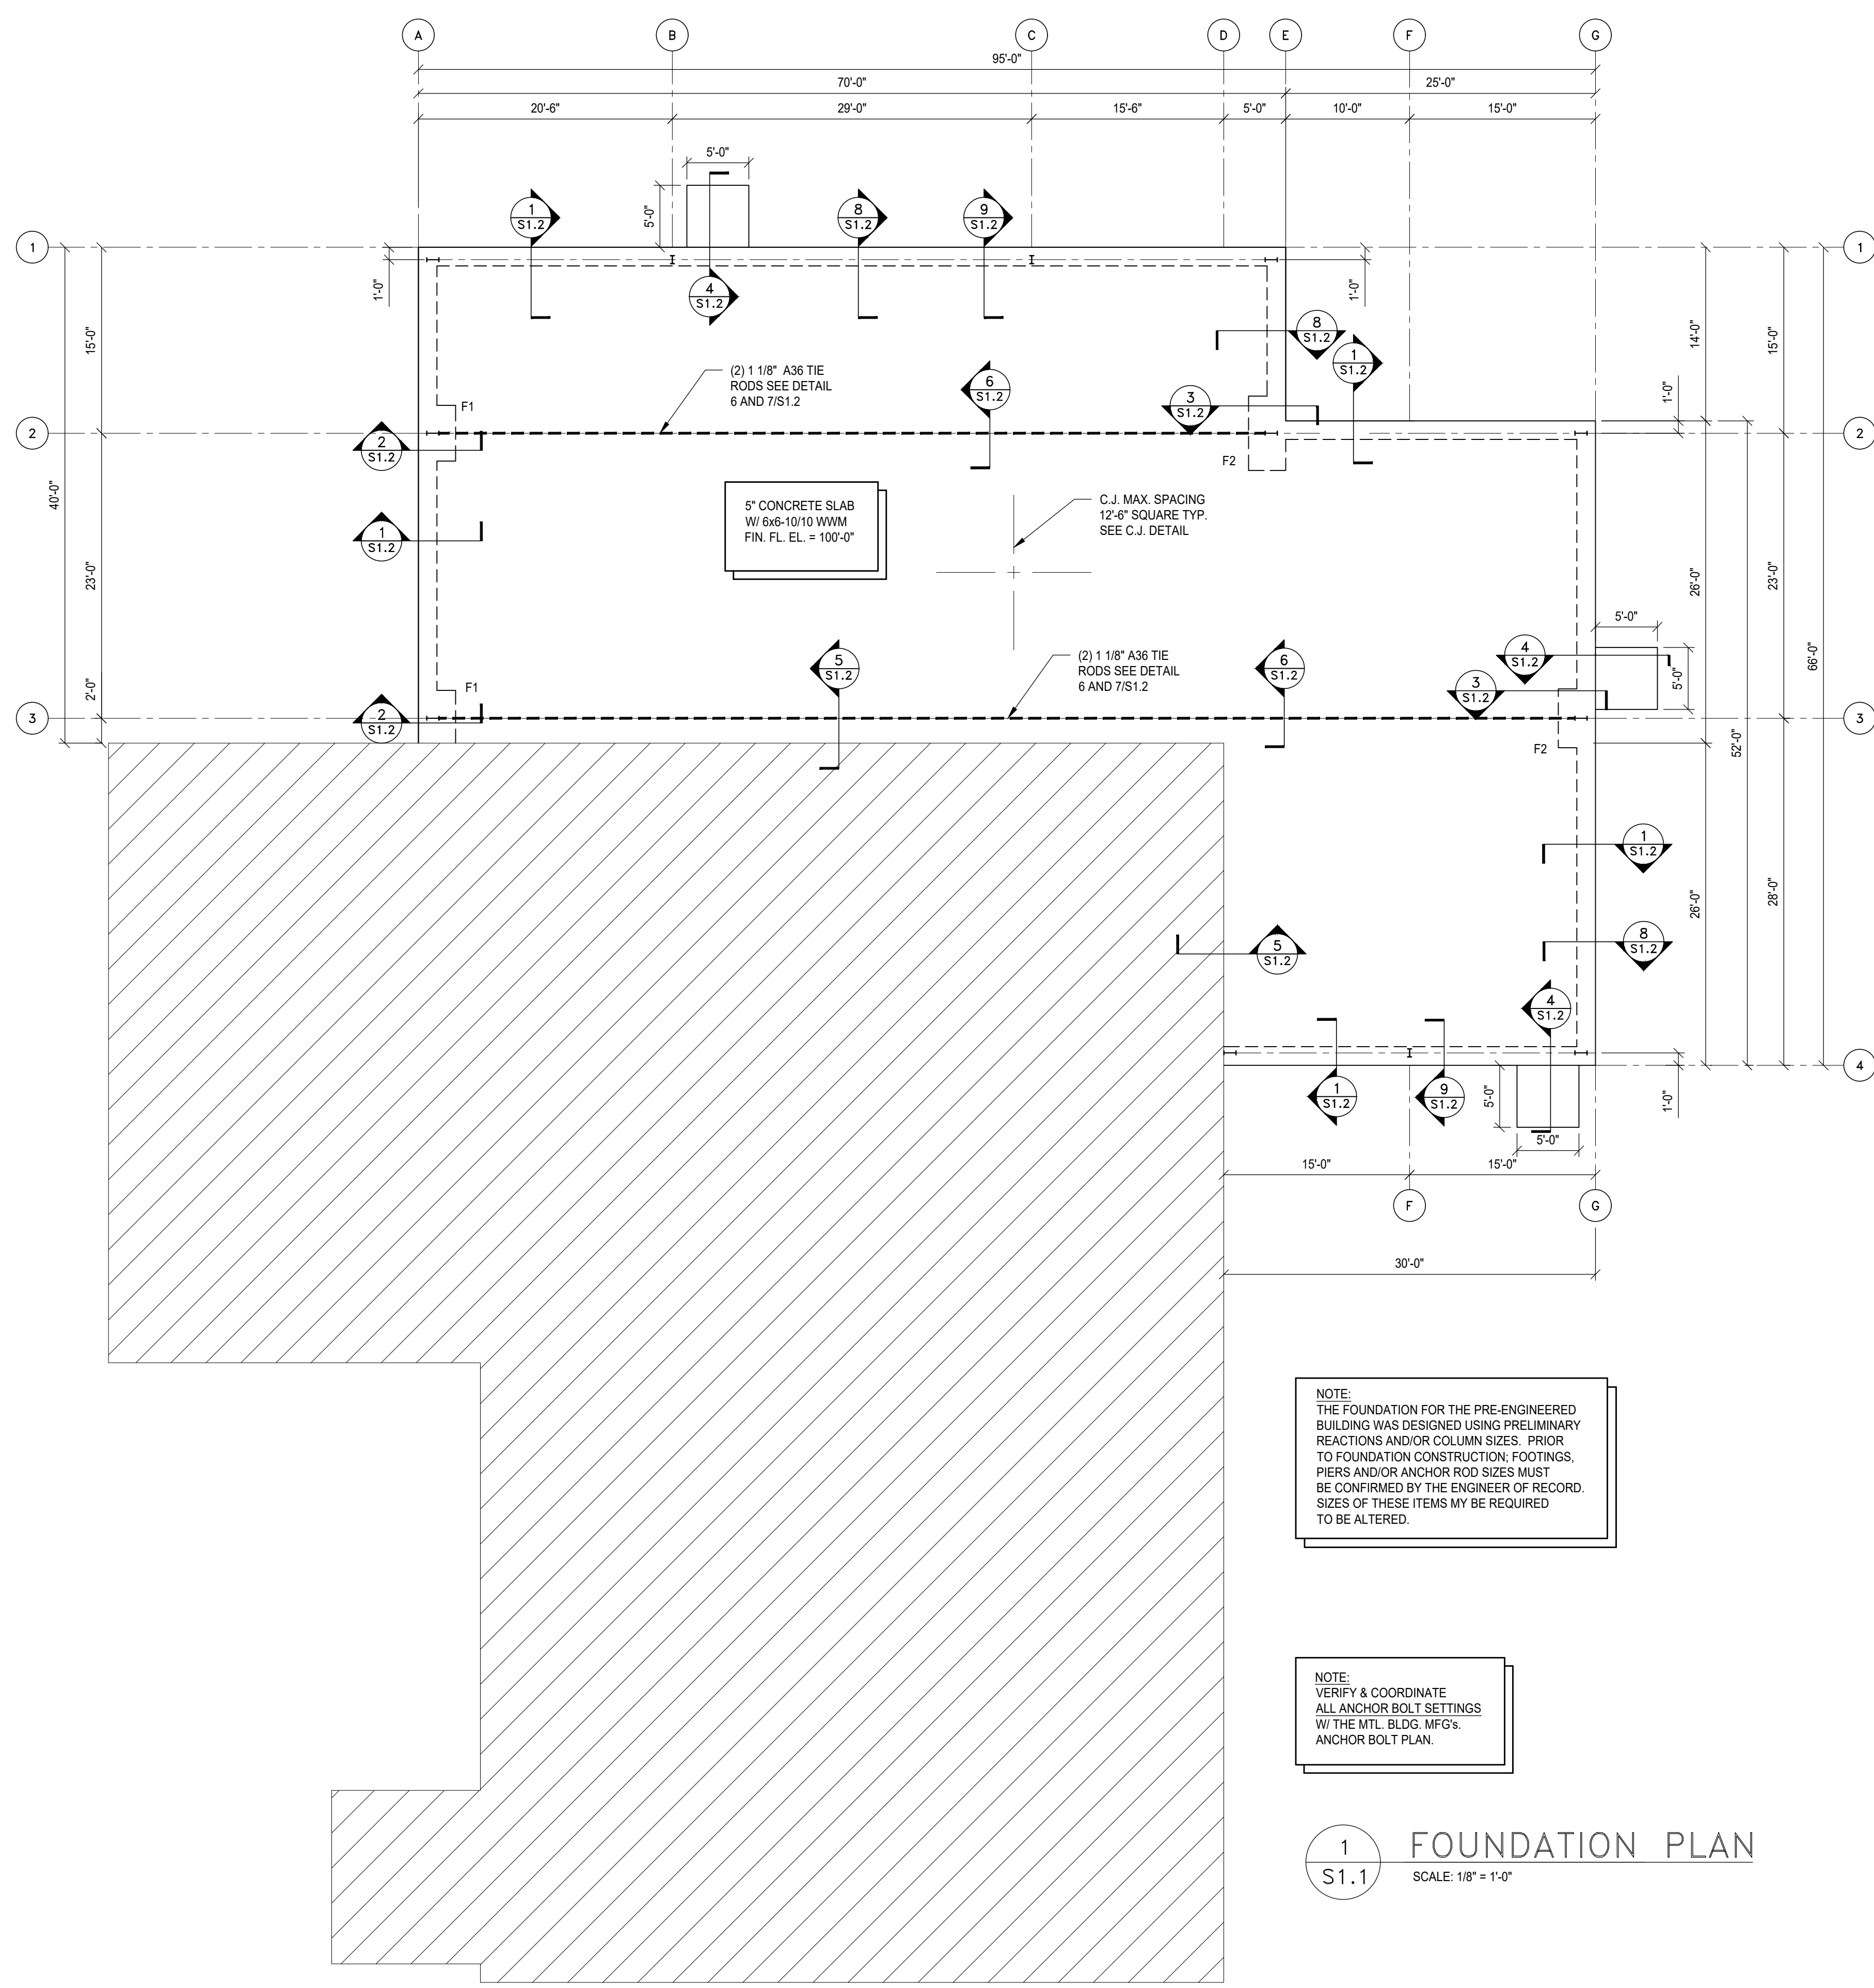 A B C D E F G
95'-0"
70'-0" 25'-0"
20'-6" 29'-0" 15'-6" 5'-0" 10'-0" 15'-0"
5'-0"
5'-0"
1
S1.2
8
S1.2
9
S1.2
1
1
1'-0"
4
S1.2
1'-0"
15'-0"
8
S1.2
1
S1.2
14'-0"
15'-0"
(2) 1 1/8" A36 TIE
RODS SEE DETAIL
6 AND 7/S1.2
6
S1.2
3
S1.2
1'-0"
F1
2
2
S1.2
F2
2
40'-0"
5" CONCRETE SLAB
W/ 6x6-10/10 WWM
FIN. FL. EL. = 100'-0"
C.J. MAX. SPACING
12'-6" SQUARE TYP.
SEE C.J. DETAIL
1
S1.2
23'-0"
26'-0"
23'-0"
5'-0"
5
S1.2
(2) 1 1/8" A36 TIE
RODS SEE DETAIL
6 AND 7/S1.2
6
S1.2
4
S1.2
3
S1.2
5'-0"
66'-0"
2'-0"
F1
3
2
S1.2
3
F2
52'-0"
1
S1.2
26'-0"
28'-0"
8
S1.2
5
S1.2
4
S1.2
4
1
S1.2
9
S1.2
5'-0"
1'-0"
5'-0"
15'-0" 15'-0"
F G
30'-0"
NOTE:
THE FOUNDATION FOR THE PRE-ENGINEERED
BUILDING WAS DESIGNED USING PRELIMINARY
REACTIONS AND/OR COLUMN SIZES. PRIOR
TO FOUNDATION CONSTRUCTION; FOOTINGS,
PIERS AND/OR ANCHOR ROD SIZES MUST
BE CONFIRMED BY THE ENGINEER OF RECORD.
SIZES OF THESE ITEMS MY BE REQUIRED
TO BE ALTERED.
NOTE:
VERIFY & COORDINATE
ALL ANCHOR BOLT SETTINGS
W/ THE MTL. BLDG. MFG's.
ANCHOR BOLT PLAN.
1
S1.1
FOUNDATION PLAN
SCALE: 1/8" = 1'-0"